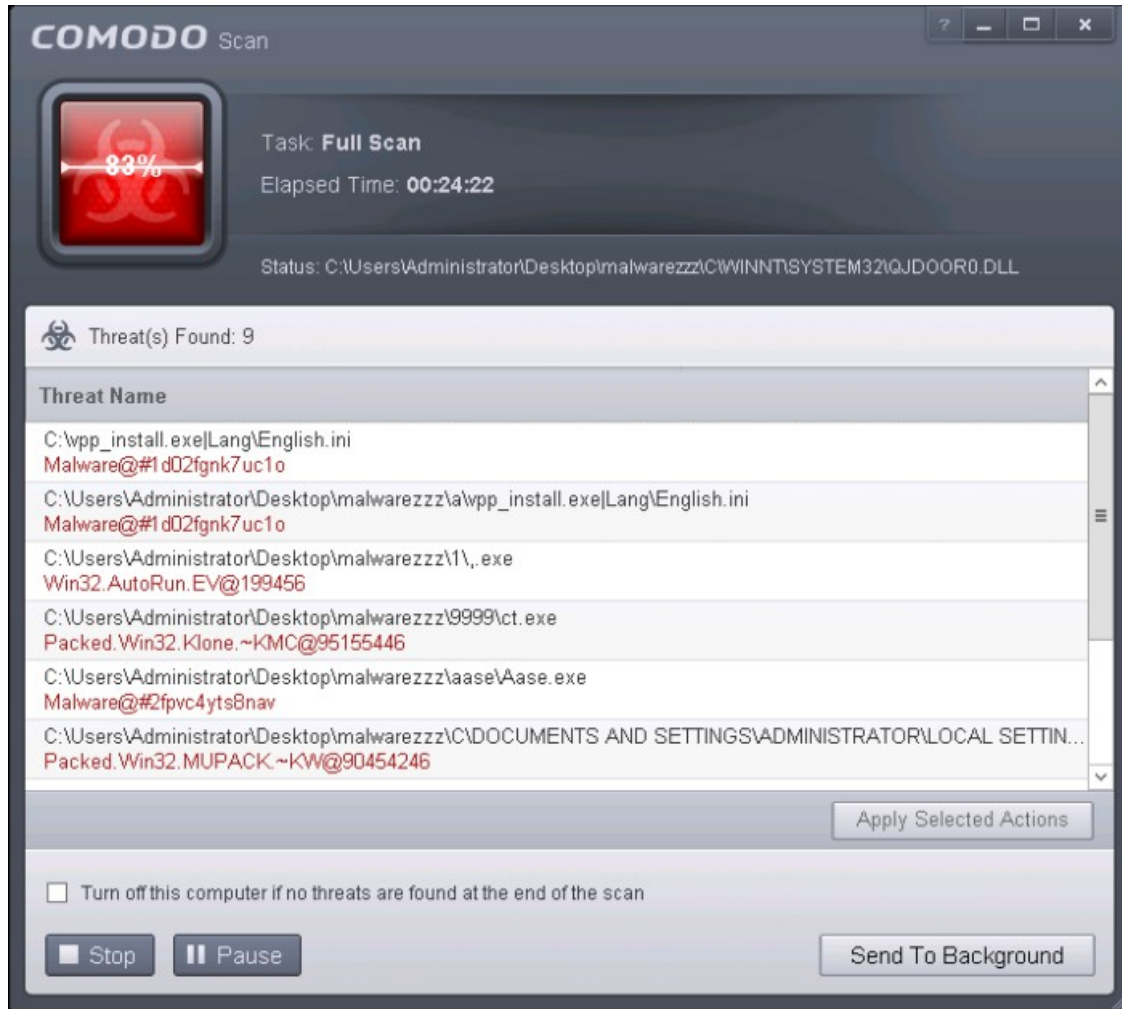 COMODO Scan
?
83%
Task: Full Scan
Elapsed Time: 00:24:22
Status: C:\Users\Administrator\Desktop\malwarezzz\C\WINNT\SYSTEM32\QJDOOR0.DLL
Threat(s) Found: 9
Threat Name
C:\vpp_install.exe|Lang\English.ini
Malware@#1d02fgnk7uc1o
C:\Users\Administrator\Desktop\malwarezzz\a\vpp_install.exe|Lang\English.ini
Malware@#1d02fgnk7uc1o
C:\Users\Administrator\Desktop\malwarezzz\1\,.exe
Win32.AutoRun.EV@199456
C:\Users\Administrator\Desktop\malwarezzz\9999\ct.exe
Packed.Win32.Klone.~KMC@95155446
C:\Users\Administrator\Desktop\malwarezzz\aase\Aase.exe
Malware@#2fpvc4yts8nav
C:\Users\Administrator\Desktop\malwarezzz\C\DOCUMENTS AND SETTINGS\ADMINISTRATOR\LOCAL SETTIN...
Packed.Win32.MUPACK.~KW@90454246
Apply Selected Actions
Turn off this computer if no threats are found at the end of the scan
Stop
Pause
Send To Background